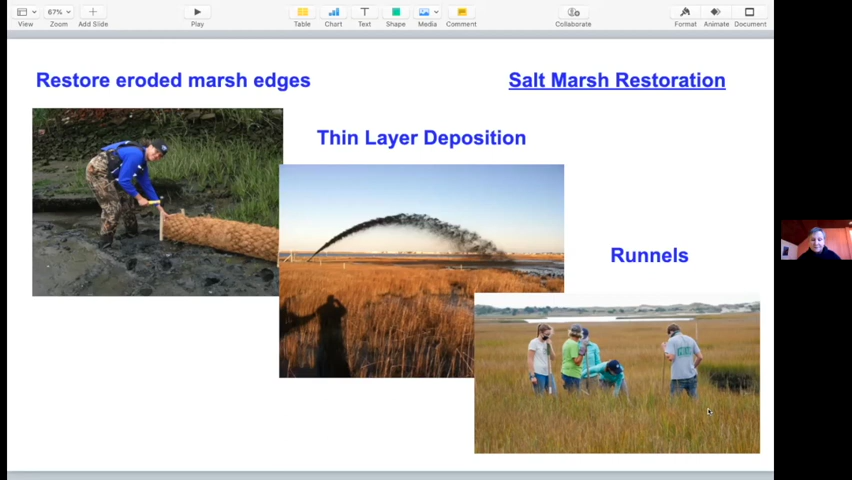 67%
View
Zoom
Add Slide
Play
Table
Chart
Text
Shape
Media
Comment
Collaborate
Format
Animate
Document
Restore eroded marsh edges
Salt Marsh Restoration
Thin Layer Deposition
Runnels